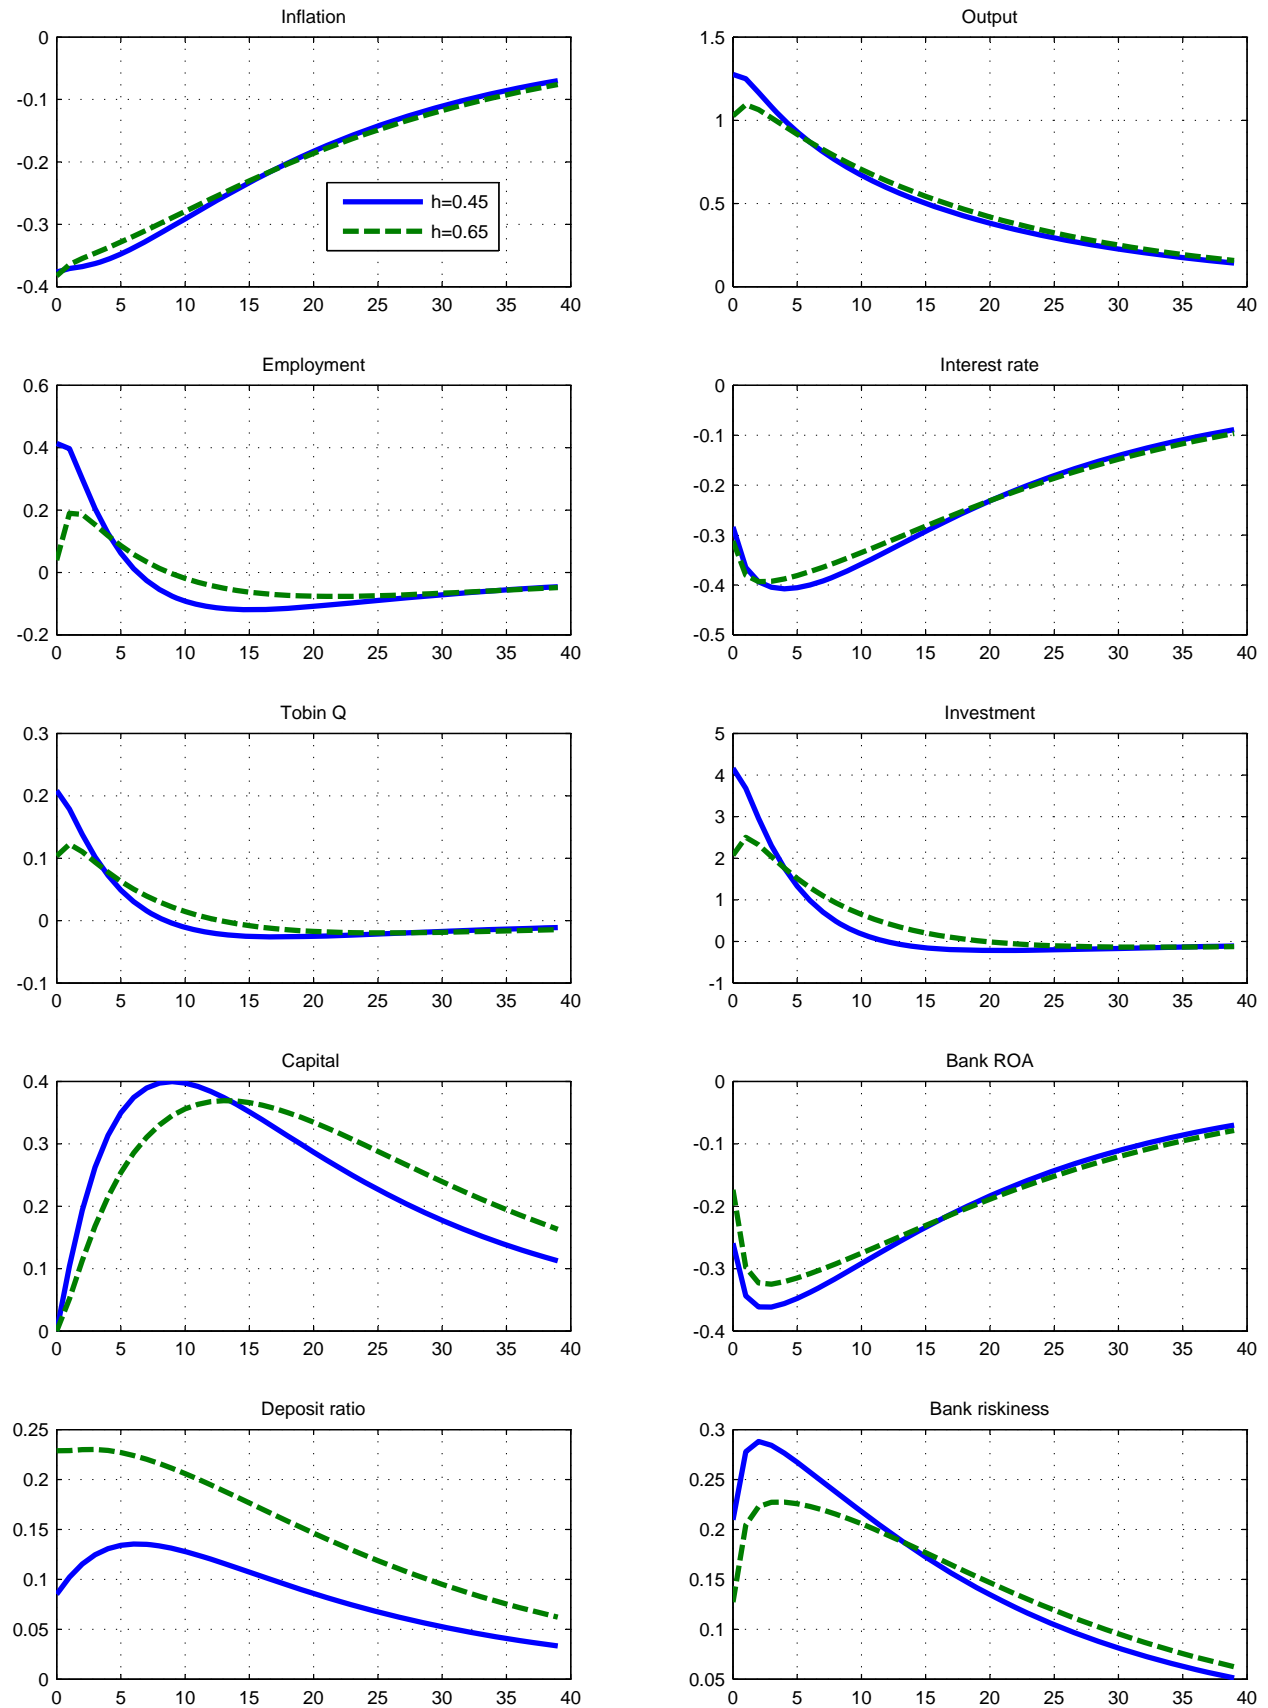 Inflation
0
-0.1
-0.2
-0.3
-0.4
0 5 10 15 20 25 30 35 40
h=0.45
h=0.65
Output
1.5
1
0.5
0
0 5 10 15 20 25 30 35 40
Employment
0.6
0.4
0.2
0
-0.2
0 5 10 15 20 25 30 35 40
Interest rate
0
-0.1
-0.2
-0.3
-0.4
-0.5
0 5 10 15 20 25 30 35 40
Tobin Q
0.3
0.2
0.1
0
-0.1
0 5 10 15 20 25 30 35 40
Investment
5
4
3
2
1
0
-1
0 5 10 15 20 25 30 35 40
Capital
0.4
0.3
0.2
0.1
0
0 5 10 15 20 25 30 35 40
Bank ROA
0
-0.1
-0.2
-0.3
-0.4
0 5 10 15 20 25 30 35 40
Deposit ratio
0.25
0.2
0.15
0.1
0.05
0
0 5 10 15 20 25 30 35 40
Bank riskiness
0.3
0.25
0.2
0.15
0.1
0.05
0 5 10 15 20 25 30 35 40